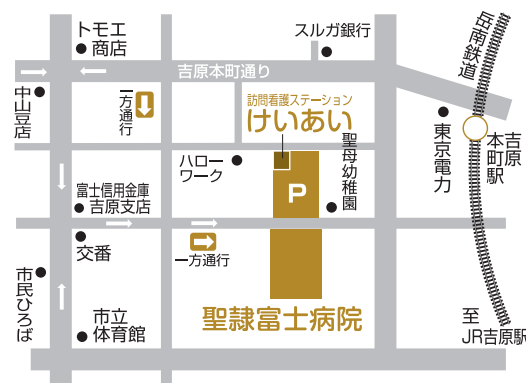 トモエ
商店
スルガ銀行
岳南鉄道
吉原本町通り
中山豆店
一方通行
訪問看護ステーション
けいあい
東京電力
吉原
本町駅
聖母幼稚園
ハロー
ワーク
P
富士信用金庫
吉原支店
交番
一方通行
市民ひろば
市立
体育館
聖隷富士病院
至
JR吉原駅